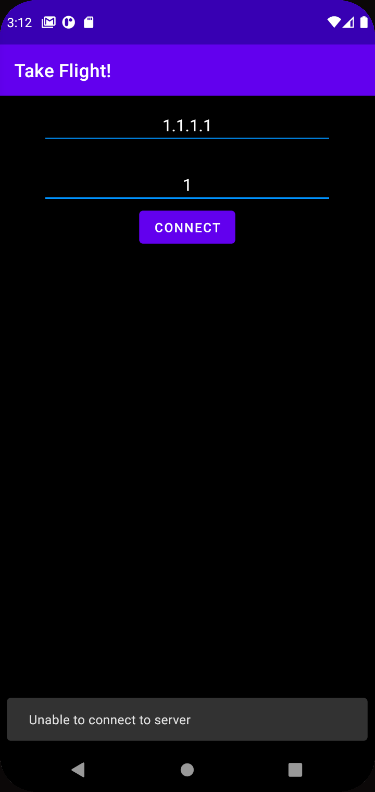 3:12
Take Flight!
1.1.1.1
1
CONNECT
Unable to connect to server